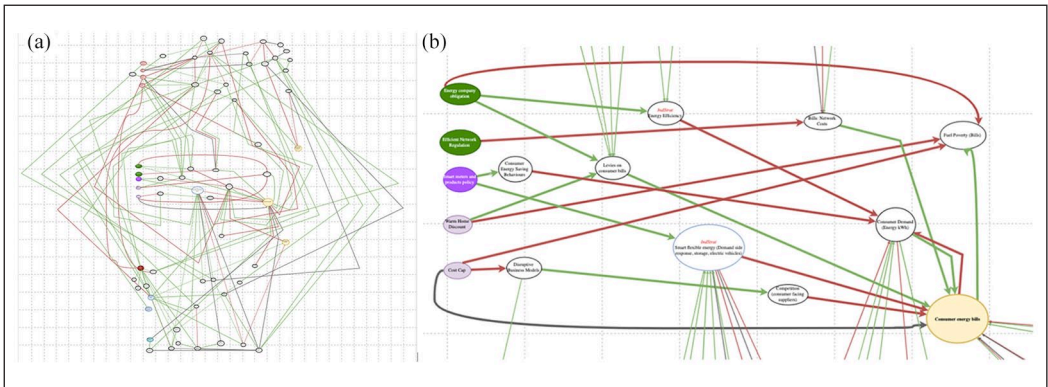 (a)
(b)
Energy company
obligation
Efficient Network
Regulation
Smart meters and
products policy
Warm Home
Discount
Cost Cap
Consumer
Energy Saving
Behaviours
Disruptive
Business Models
Levies on
consumer bills
Indirect
Energy Efficiency
Indirect
Smart flexible energy (Demand side
response, storage, electric vehicles)
Bills: Network
Costs
Competition
(consumer facing
suppliers)
Consumer Demand
(Energy kWh)
Fuel Poverty (Bills)
Consumer energy bills